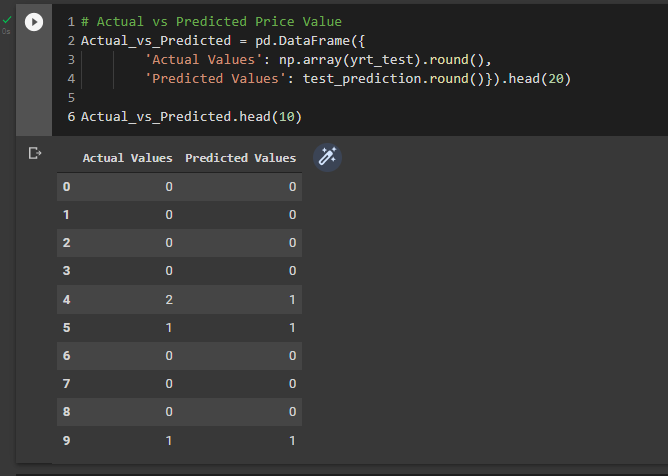 1 # Actual vs Predicted Price Value
2 Actual_vs_Predicted = pd.DataFrame({
3 'Actual Values': np.array(yrt_test).round(),
4 'Predicted Values': test_prediction.round()}).head(20)
5
6 Actual_vs_Predicted.head(10)
0s
Actual Values Predicted Values
0 0 0
1 0 0
2 0 0
3 0 0
4 2 1
5 1 1
6 0 0
7 0 0
8 0 0
9 1 1